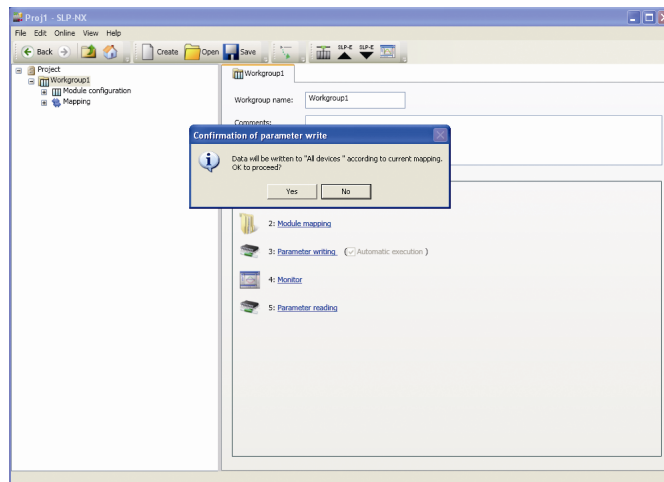 Proj1 - SLP-NX
File Edit Online View Help
Back Create Open Save SLP-E SLP-E
Project
Workgroup1
Module configuration
Mapping
Workgroup1
Workgroup name: Workgroup1
Comments:
Confirmation of parameter write
Data will be written to "All devices " according to current mapping.
OK to proceed?
Yes No
2: Module mapping
3: Parameter writing ( Automatic execution )
4: Monitor
5: Parameter reading